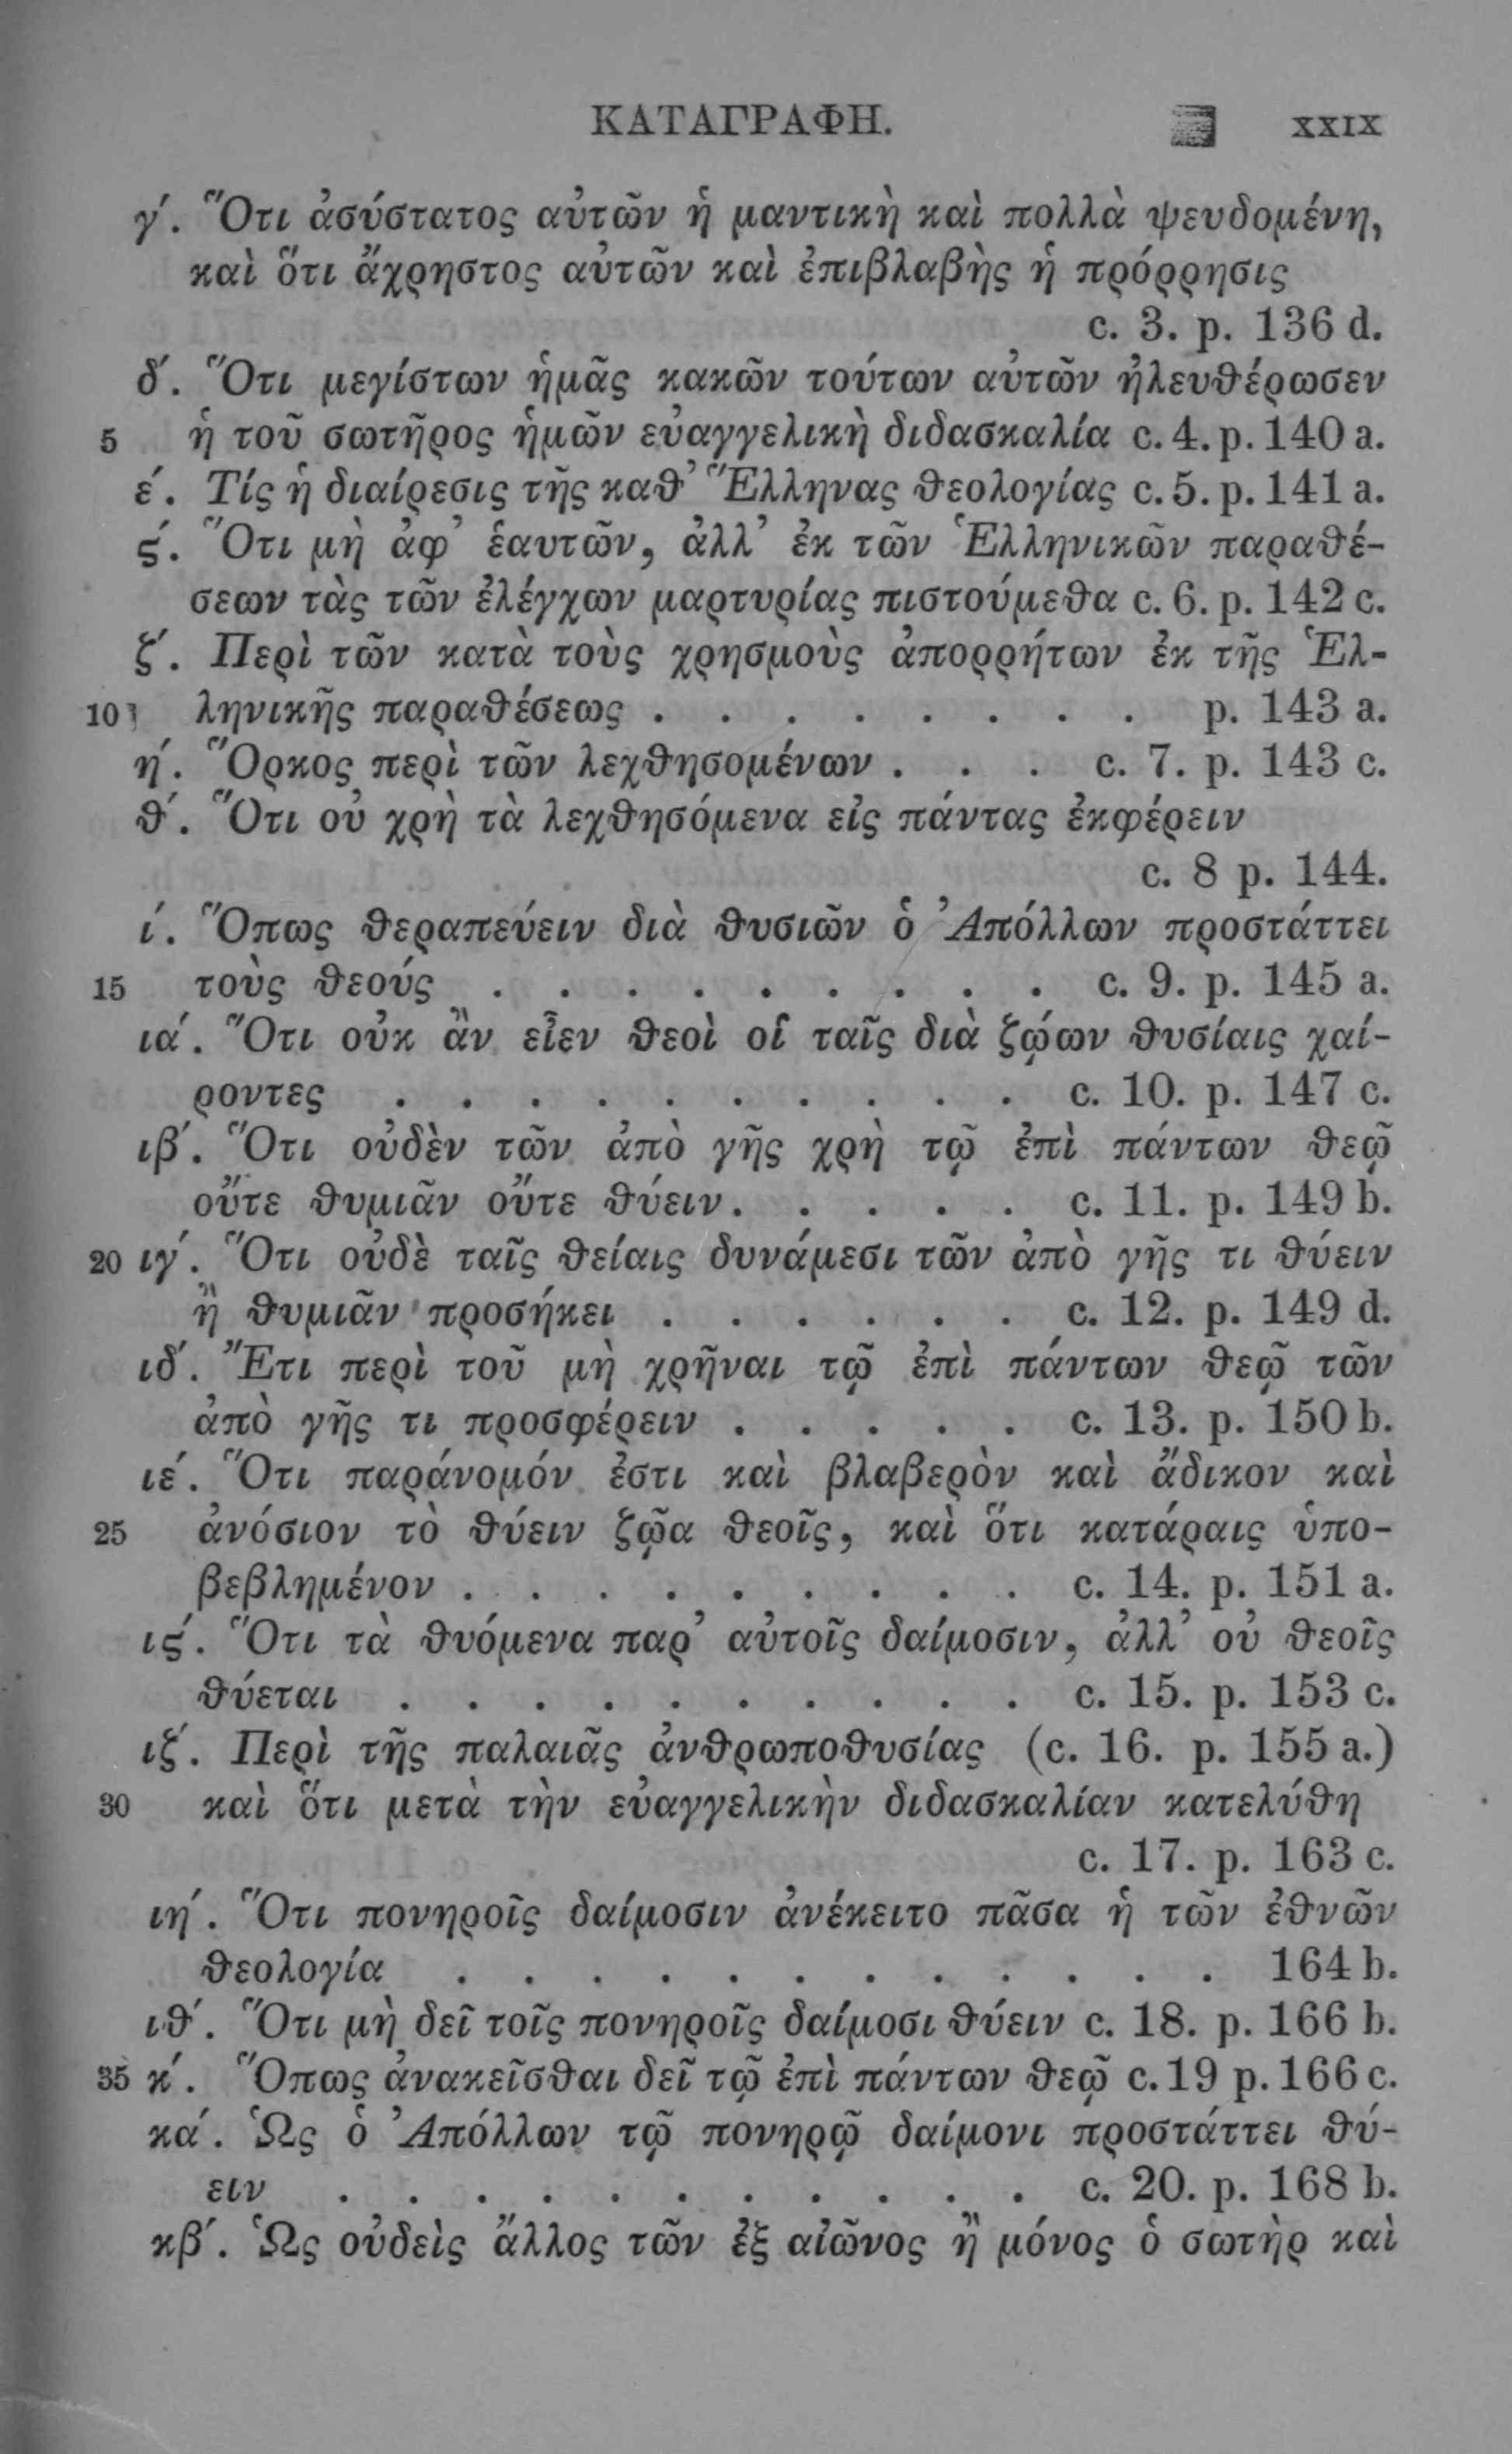 ΚΑΤΑΓΡΑΦΗ. XXIX
γ´. Ὅτι ἀσύστατος αὐτῶν ἡ μαντικὴ καὶ πολλὰ ψευδομένη,
καὶ ὅτι ἄχρηστος αὐτῶν καὶ ἐπιβλαβὴς ἡ πρόρρησις
c. 3. p. 136 d.
δ´. Ὅτι μεγίστων ἡμᾶς κακῶν τούτων αὐτῶν ἠλευθέρωσεν
5 ἡ τοῦ σωτῆρος ἡμῶν εὐαγγελικὴ διδασκαλία c. 4. p. 140 a.
ε´. Τίς ἡ διαίρεσις τῆς καθ᾽ Ἕλληνας θεολογίας c. 5. p. 141 a.
ϛ´. Ὅτι μὴ ἀφ᾽ ἑαυτῶν, ἀλλ᾽ ἐκ τῶν Ἑλληνικῶν παραθέ-
σεων τὰς τῶν ἐλέγχων μαρτυρίας πιστούμεθα c. 6. p. 142 c.
ζ´. Περὶ τῶν κατὰ τοὺς χρησμοὺς ἀπορρήτων ἐκ τῆς Ἑλ-
10 ληνικῆς παραθέσεως . . . . . . . . p. 143 a.
η´. Ὅρκος περὶ τῶν λεχθησομένων . . . c. 7. p. 143 c.
θ´. Ὅτι οὐ χρὴ τὰ λεχθησόμενα εἰς πάντας ἐκφέρειν
c. 8 p. 144.
ι´. Ὅπως θεραπεύειν διὰ θυσιῶν ὁ Ἀπόλλων προστάττει
15 τοὺς θεούς . . . . . . . . . c. 9. p. 145 a.
ια´. Ὅτι οὐκ ἂν εἶεν θεοὶ οἱ ταῖς διὰ ζῴων θυσίαις χαί-
ροντες . . . . . . . . . . c. 10. p. 147 c.
ιβ´. Ὅτι οὐδὲν τῶν ἀπὸ γῆς χρὴ τῷ ἐπὶ πάντων θεῷ
οὔτε θυμιᾶν οὔτε θύειν. . . . . c. 11. p. 149 b.
20 ιγ´. Ὅτι οὐδὲ ταῖς θείαις δυνάμεσι τῶν ἀπὸ γῆς τι θύειν
ἢ θυμιᾶν προσήκει . . . . . . c. 12. p. 149 d.
ιδ´. Ἔτι περὶ τοῦ μὴ χρῆναι τῷ ἐπὶ πάντων θεῷ τῶν
ἀπὸ γῆς τι προσφέρειν . . . . . c. 13. p. 150 b.
ιε´. Ὅτι παράνομόν ἐστι καὶ βλαβερὸν καὶ ἄδικον καὶ
25 ἀνόσιον τὸ θύειν ζῷα θεοῖς, καὶ ὅτι κατάραις ὑπο-
βεβλημένον . . . . . . . . . c. 14. p. 151 a.
ιϛ´. Ὅτι τὰ θυόμενα παρ᾽ αὐτοῖς δαίμοσιν, ἀλλ᾽ οὐ θεοῖς
θύεται . . . . . . . . . . c. 15. p. 153 c.
ιζ´. Περὶ τῆς παλαιᾶς ἀνθρωποθυσίας (c. 16. p. 155 a.)
30 καὶ ὅτι μετὰ τὴν εὐαγγελικὴν διδασκαλίαν κατελύθη
c. 17. p. 163 c.
ιη´. Ὅτι πονηροῖς δαίμοσιν ἀνέκειτο πᾶσα ἡ τῶν ἐθνῶν
θεολογία . . . . . . . . . . . . 164 b.
ιθ´. Ὅτι μὴ δεῖ τοῖς πονηροῖς δαίμοσι θύειν c. 18. p. 166 b.
35 κ´. Ὅπως ἀνακεῖσθαι δεῖ τῷ ἐπὶ πάντων θεῷ c. 19 p. 166 c.
κα´. Ὡς ὁ Ἀπόλλων τῷ πονηρῷ δαίμονι προστάττει θύ-
ειν . . . . . . . . . . . c. 20. p. 168 b.
κβ´. Ὡς οὐδεὶς ἄλλος τῶν ἐξ αἰῶνος ἢ μόνος ὁ σωτὴρ καὶ